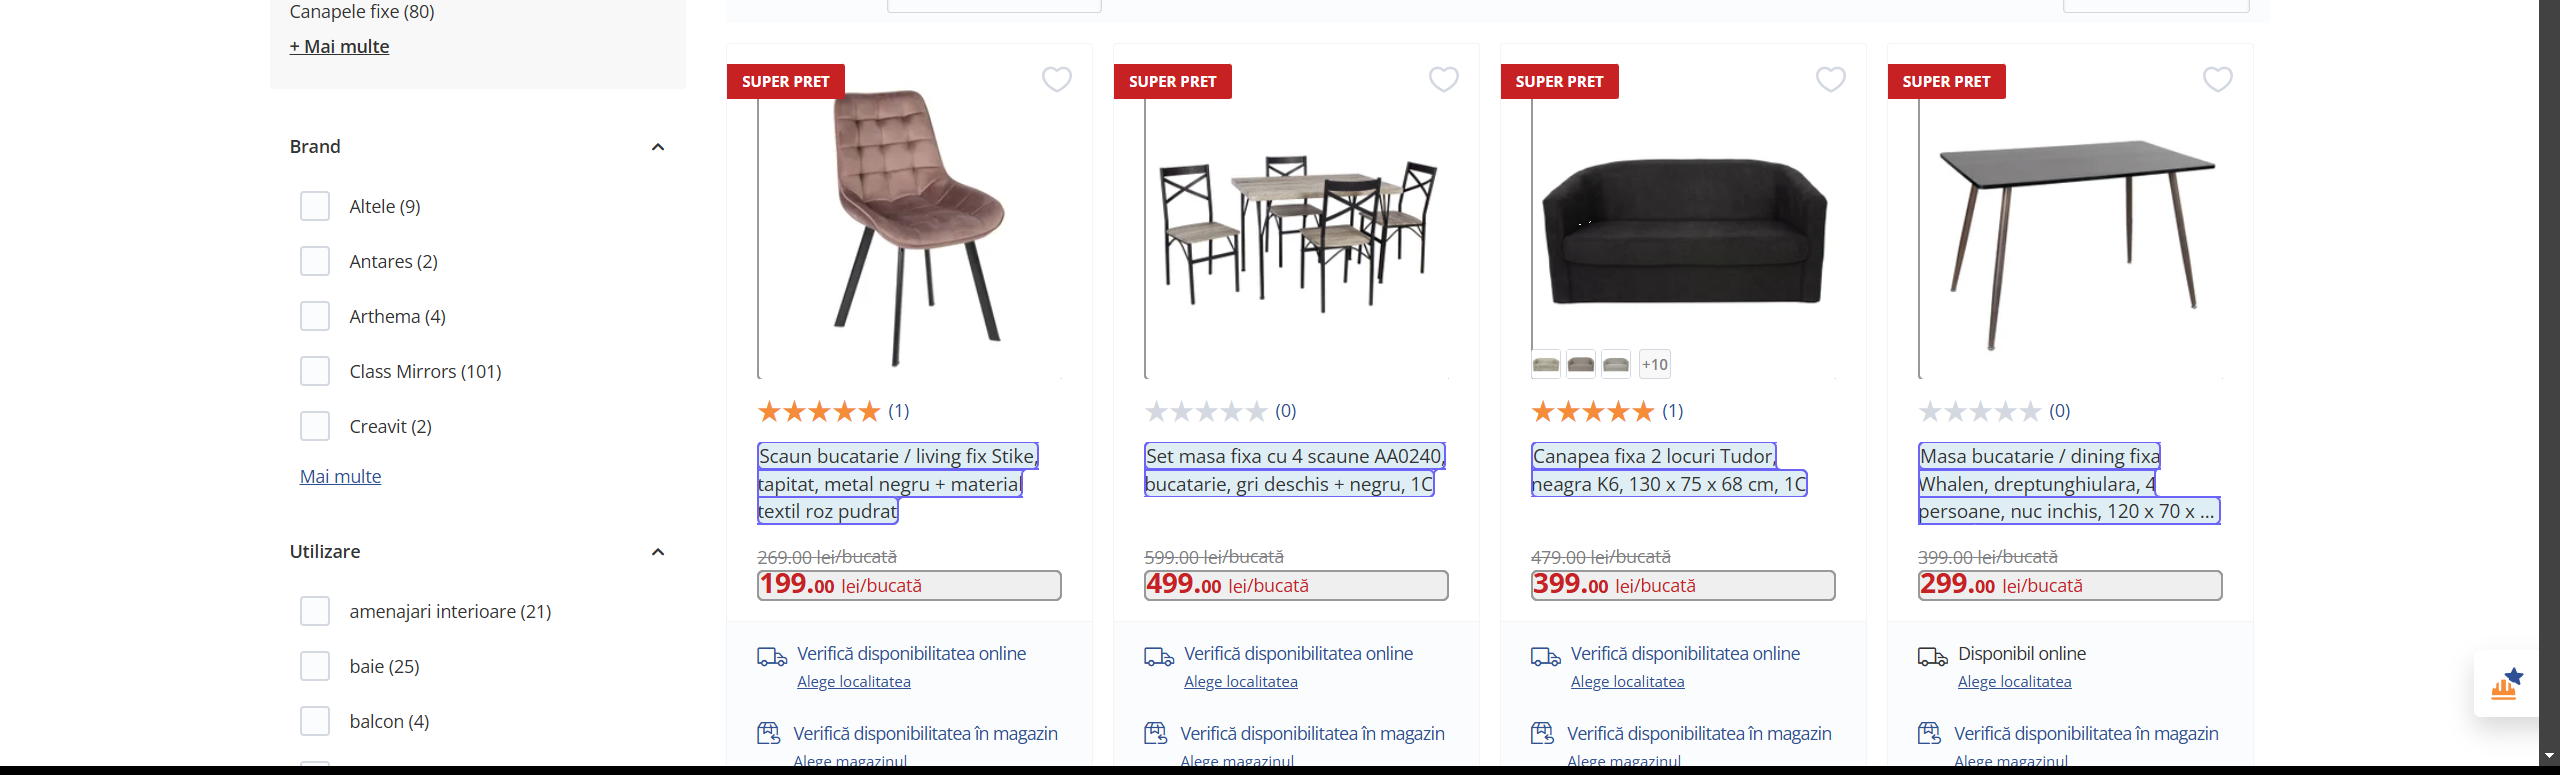 Canapele fixe (80)
+ Mai multe
Brand
Altele (9)
Antares (2)
Arthema (4)
Class Mirrors (101)
Creavit (2)
Mai multe
Utilizare
amenajari interioare (21)
baie (25)
balcon (4)
SUPER PRET
(1)
Scaun bucatarie / living fix Stike,
tapitat, metal negru + material
textil roz pudrat
269.00 lei/bucată
199.00 lei/bucată
Verifică disponibilitatea online
Alege localitatea
Verifică disponibilitatea în magazin
Alege magazinul
SUPER PRET
(0)
Set masa fixa cu 4 scaune AA0240,
bucatarie, gri deschis + negru, 1C
599.00 lei/bucată
499.00 lei/bucată
Verifică disponibilitatea online
Alege localitatea
Verifică disponibilitatea în magazin
Alege magazinul
SUPER PRET
+10
(1)
Canapea fixa 2 locuri Tudor,
neagra K6, 130 x 75 x 68 cm, 1C
479.00 lei/bucată
399.00 lei/bucată
Verifică disponibilitatea online
Alege localitatea
Verifică disponibilitatea în magazin
Alege magazinul
SUPER PRET
(0)
Masa bucatarie / dining fixa
Whalen, dreptunghiulara, 4
persoane, nuc inchis, 120 x 70 x ...
399.00 lei/bucată
299.00 lei/bucată
Disponibil online
Alege localitatea
Verifică disponibilitatea în magazin
Alege magazinul